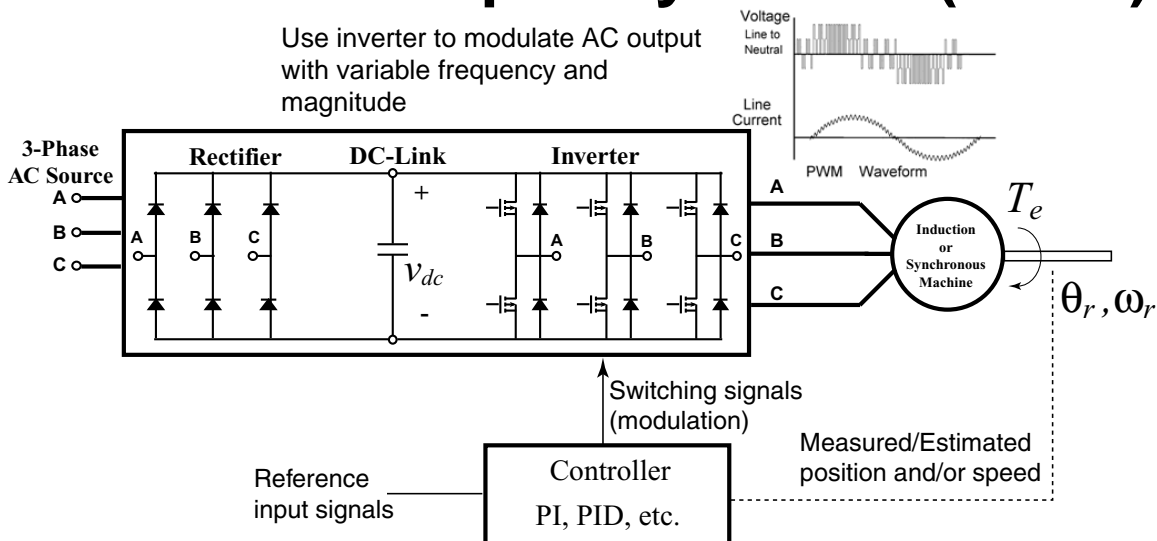 Use inverter to modulate AC output
with variable frequency and
magnitude
Voltage
Line to
Neutral
Line
Current
PWM Waveform
3-Phase
AC Source
A
B
C
Rectifier
DC-Link
Inverter
A
B
C
+
v_dc
-
A
B
C
A
B
C
Induction
or
Synchronous
Machine
T_e
θ_r, ω_r
Switching signals
(modulation)
Measured/Estimated
position and/or speed
Reference
input signals
Controller
PI, PID, etc.